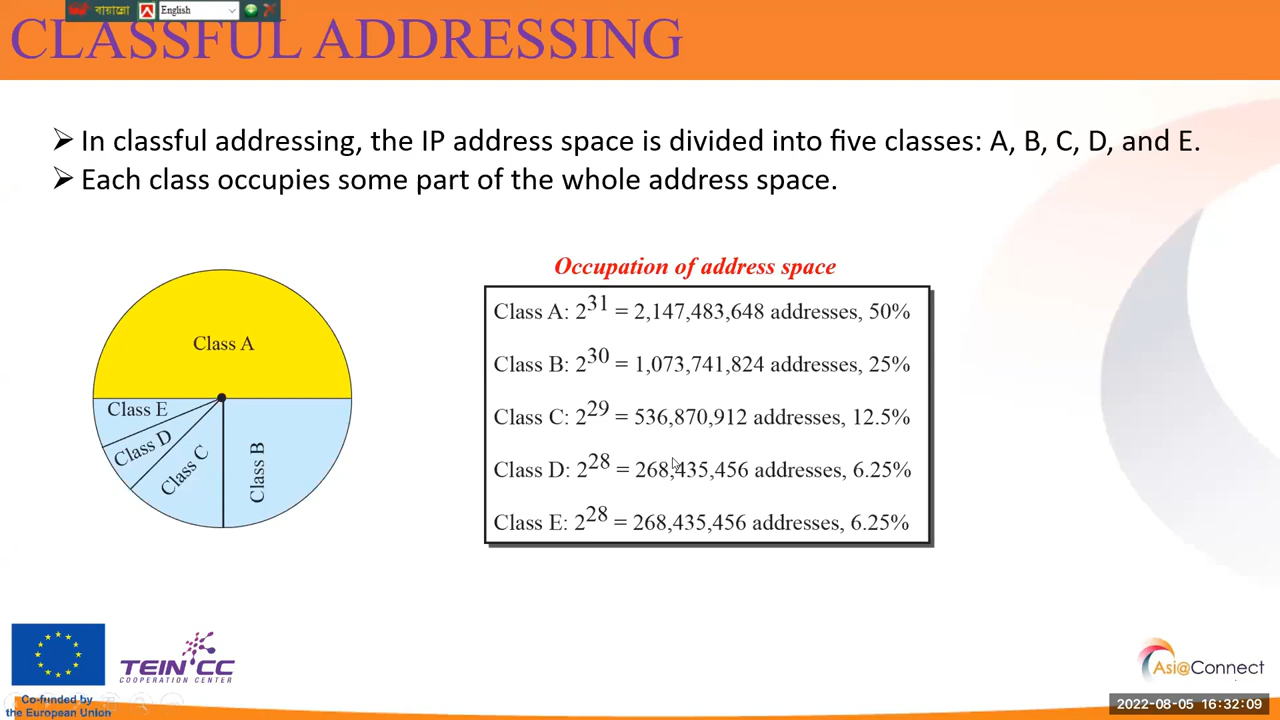 বায়ান্নো English
CLASSFUL ADDRESSING
➢ In classful addressing, the IP address space is divided into five classes: A, B, C, D, and E.
➢ Each class occupies some part of the whole address space.
Class A
Class E
Class D
Class C
Class B
Occupation of address space
Class A: 2^31 = 2,147,483,648 addresses, 50%
Class B: 2^30 = 1,073,741,824 addresses, 25%
Class C: 2^29 = 536,870,912 addresses, 12.5%
Class D: 2^28 = 268,435,456 addresses, 6.25%
Class E: 2^28 = 268,435,456 addresses, 6.25%
TEIN CC
COOPERATION CENTER
Co-funded by
the European Union
Asi@Connect
2022-08-05 16:32:09